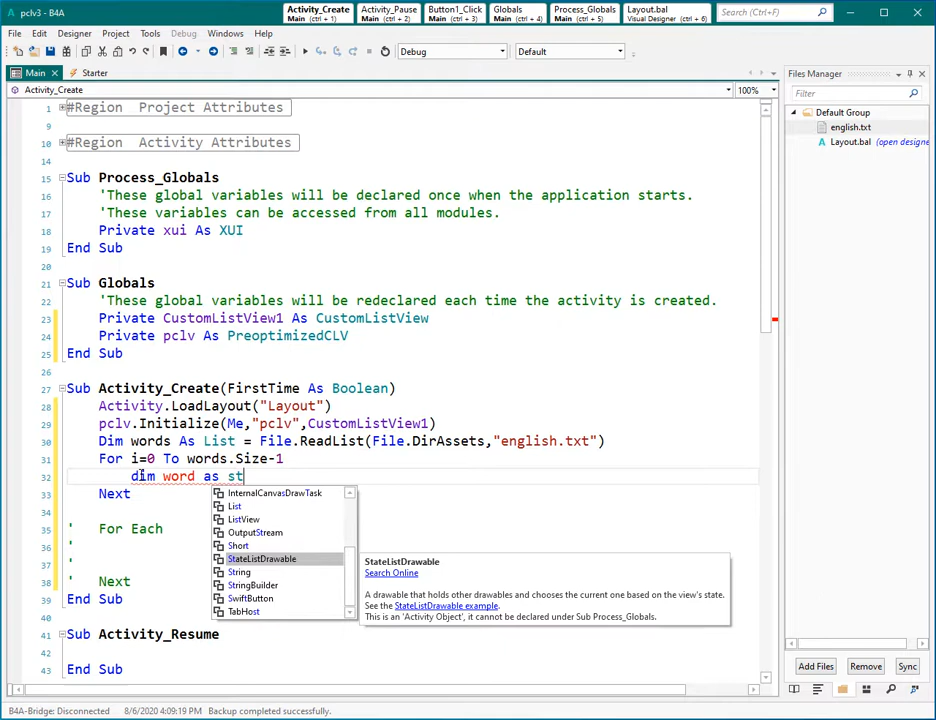 pclv3 - B4A
Activity_Create
Main (ctrl + 1)
Activity_Pause
Main (ctrl + 2)
Button1_Click
Main (ctrl + 3)
Globals
Main (ctrl + 4)
Process_Globals
Main (ctrl + 5)
Layout.bal
Visual Designer (ctrl + 6)
Search (Ctrl+F)
File Edit Designer Project Tools Debug Windows Help
Debug
Default
Main
Starter
Activity_Create
100%
1 #Region  Project Attributes
9
10 #Region  Activity Attributes
14
15 Sub Process_Globals
16 'These global variables will be declared once when the application starts.
17 'These variables can be accessed from all modules.
18 Private xui As XUI
19 End Sub
20
21 Sub Globals
22 'These global variables will be redeclared each time the activity is created.
23 Private CustomListView1 As CustomListView
24 Private pclv As PreoptimizedCLV
25 End Sub
26
27 Sub Activity_Create(FirstTime As Boolean)
28 Activity.LoadLayout("Layout")
29 pclv.Initialize(Me,"pclv",CustomListView1)
30 Dim words As List = File.ReadList(File.DirAssets,"english.txt")
31 For i=0 To words.Size-1
32 dim word as st
33 Next
34
35 ' For Each
36 '
37 '
38 ' Next
39 End Sub
40
41 Sub Activity_Resume
42
43 End Sub
InternalCanvasDrawTask
List
ListView
OutputStream
Short
StateListDrawable
String
StringBuilder
SwiftButton
TabHost
StateListDrawable
Search Online
A drawable that holds other drawables and chooses the current one based on the view's state.
See the StateListDrawable example.
This is an 'Activity Object', it cannot be declared under Sub Process_Globals.
Files Manager
Filter
Default Group
english.txt
Layout.bal (open designe
Add Files
Remove
Sync
B4A-Bridge: Disconnected
8/6/2020 4:09:19 PM Backup completed successfully.